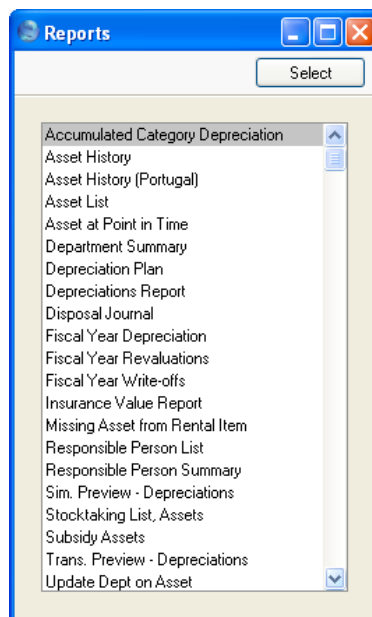 Reports
Select
Accumulated Category Depreciation
Asset History
Asset History (Portugal)
Asset List
Asset at Point in Time
Department Summary
Depreciation Plan
Depreciations Report
Disposal Journal
Fiscal Year Depreciation
Fiscal Year Revaluations
Fiscal Year Write-offs
Insurance Value Report
Missing Asset from Rental Item
Responsible Person List
Responsible Person Summary
Sim. Preview - Depreciations
Stocktaking List, Assets
Subsidy Assets
Trans. Preview - Depreciations
Update Dept on Asset